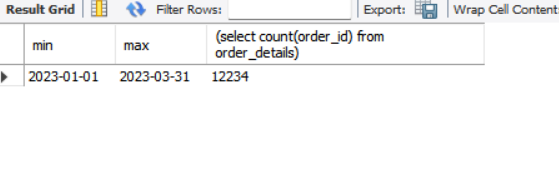 Result Grid Filter Rows: Export: Wrap Cell Content:
min max (select count(order_id) from
order_details)
2023-01-01 2023-03-31 12234